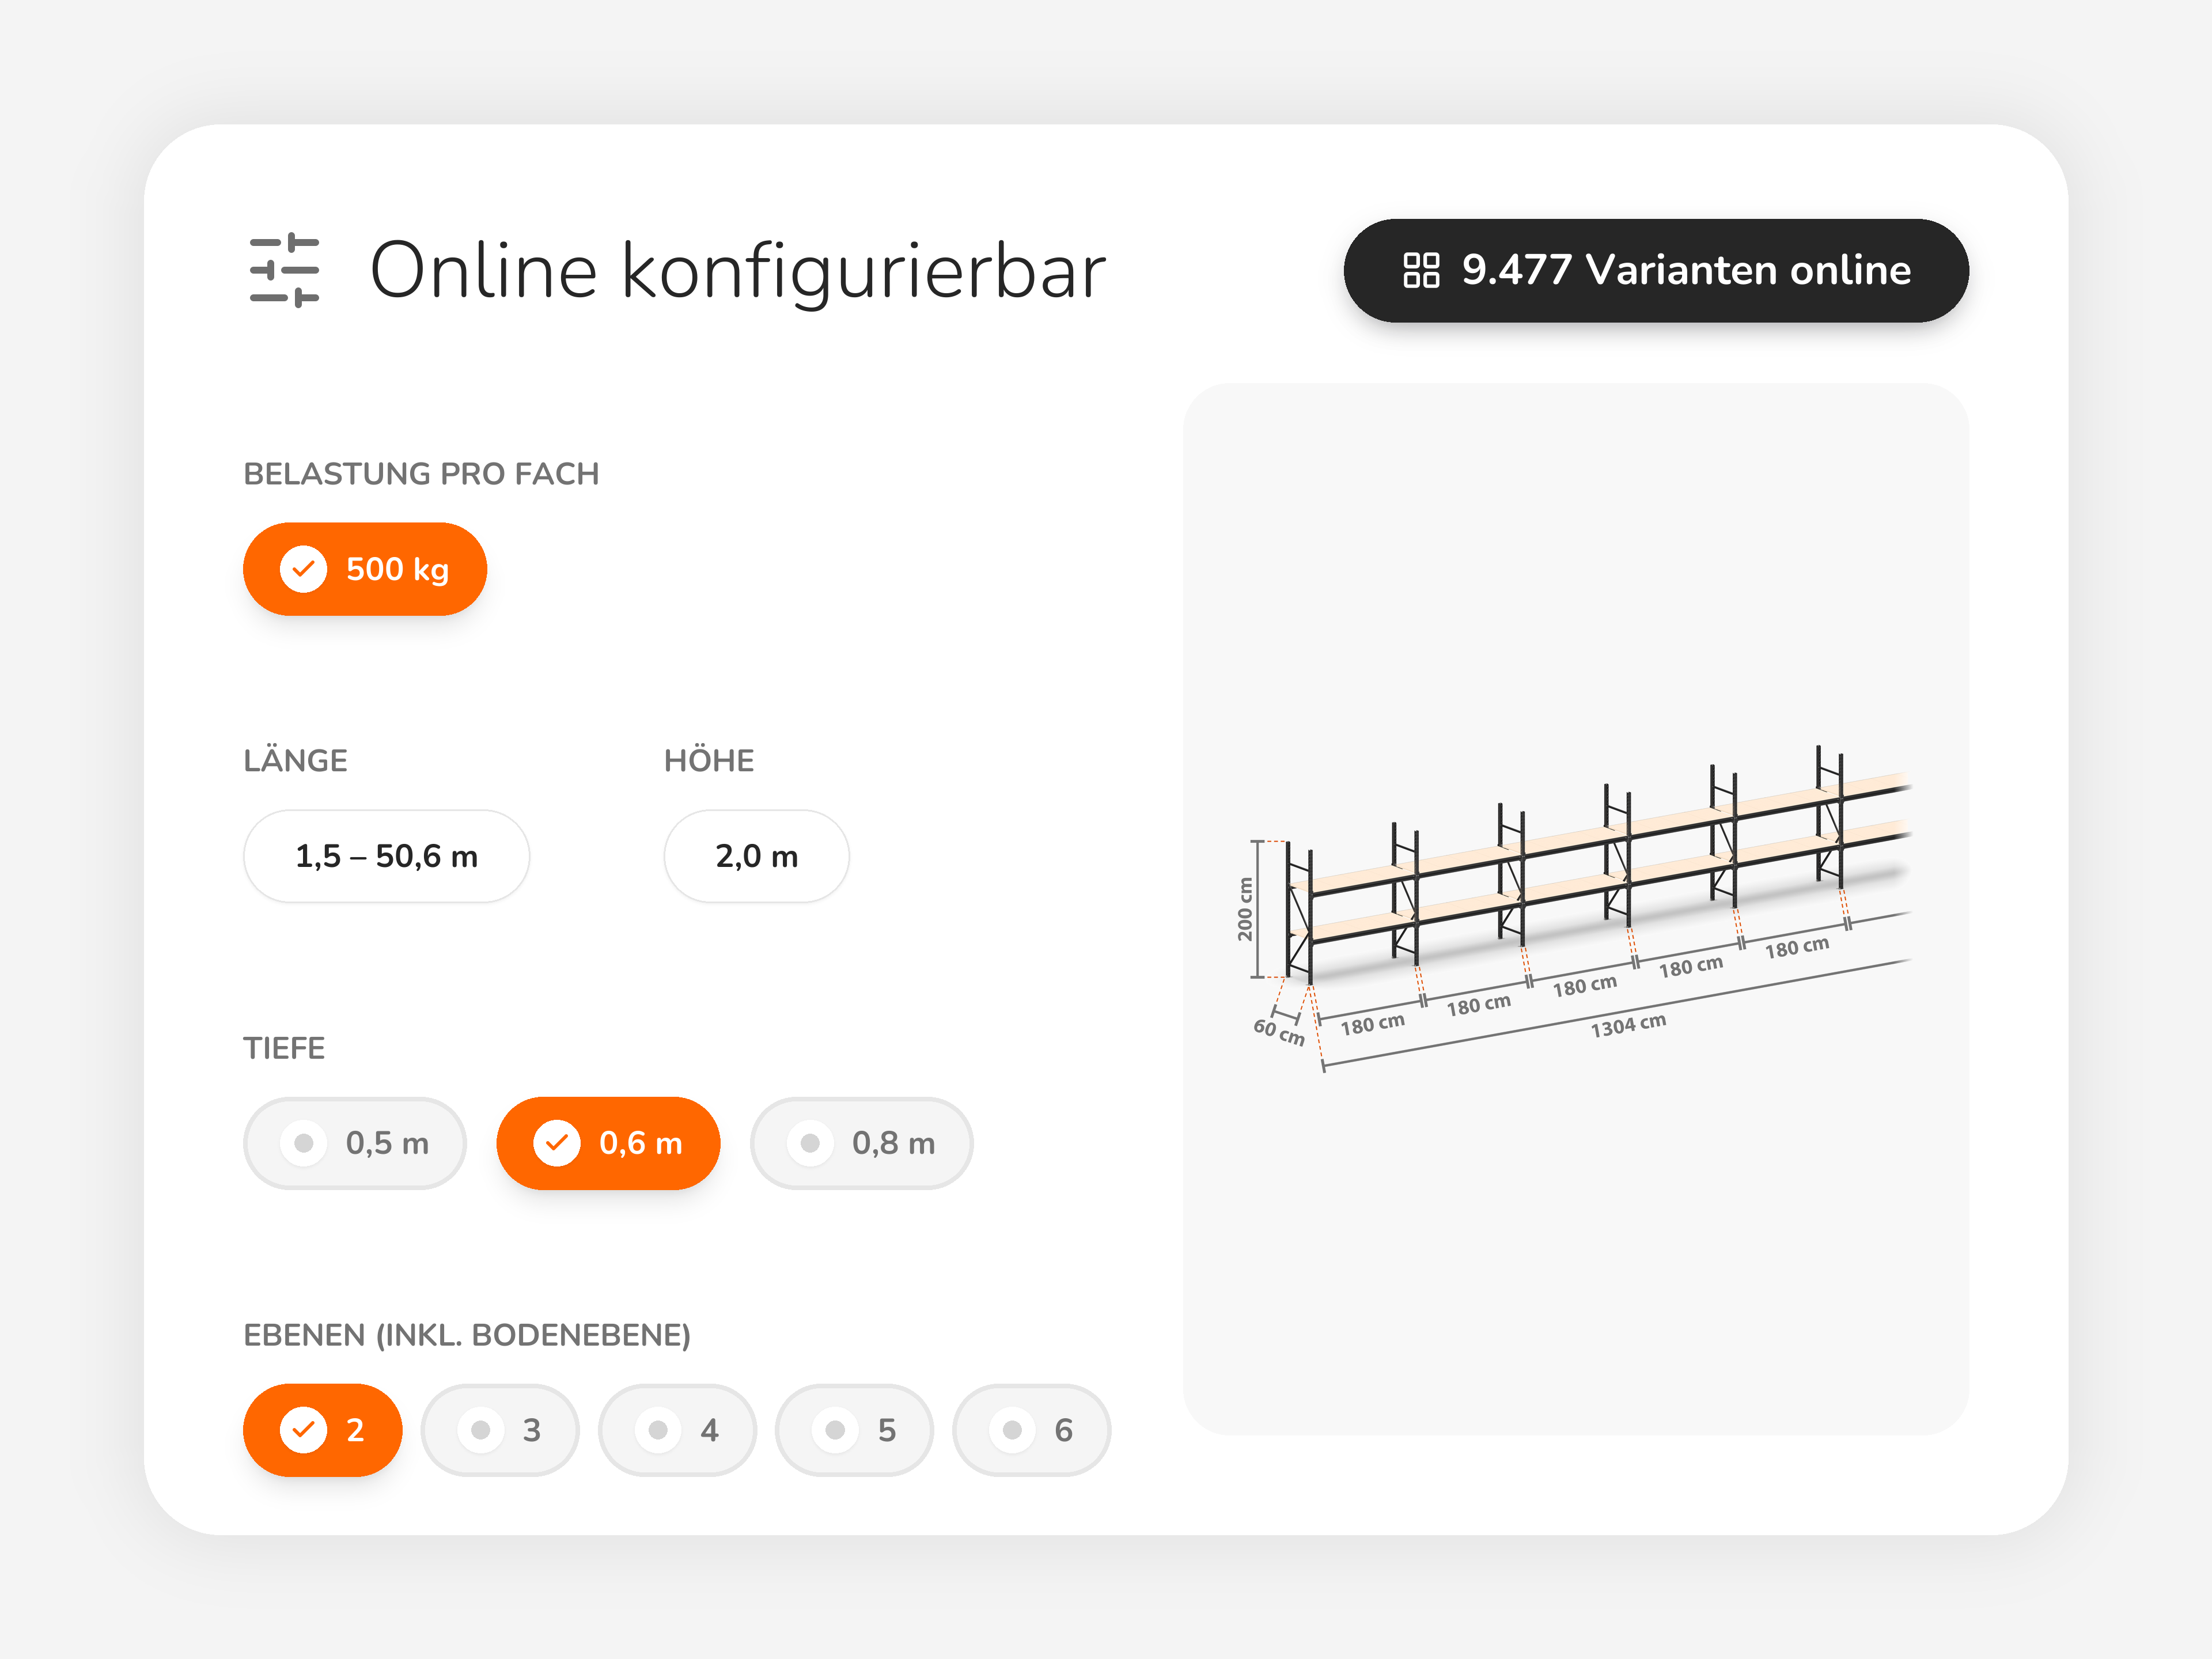 Online konfigurierbar
9.477 Varianten online
BELASTUNG PRO FACH
500 kg
LÄNGE
HÖHE
1,5 – 50,6 m
2,0 m
TIEFE
0,5 m
0,6 m
0,8 m
EBENEN (INKL. BODENEBENE)
2
3
4
5
6
200 cm
60 cm
180 cm
180 cm
180 cm
180 cm
180 cm
1304 cm